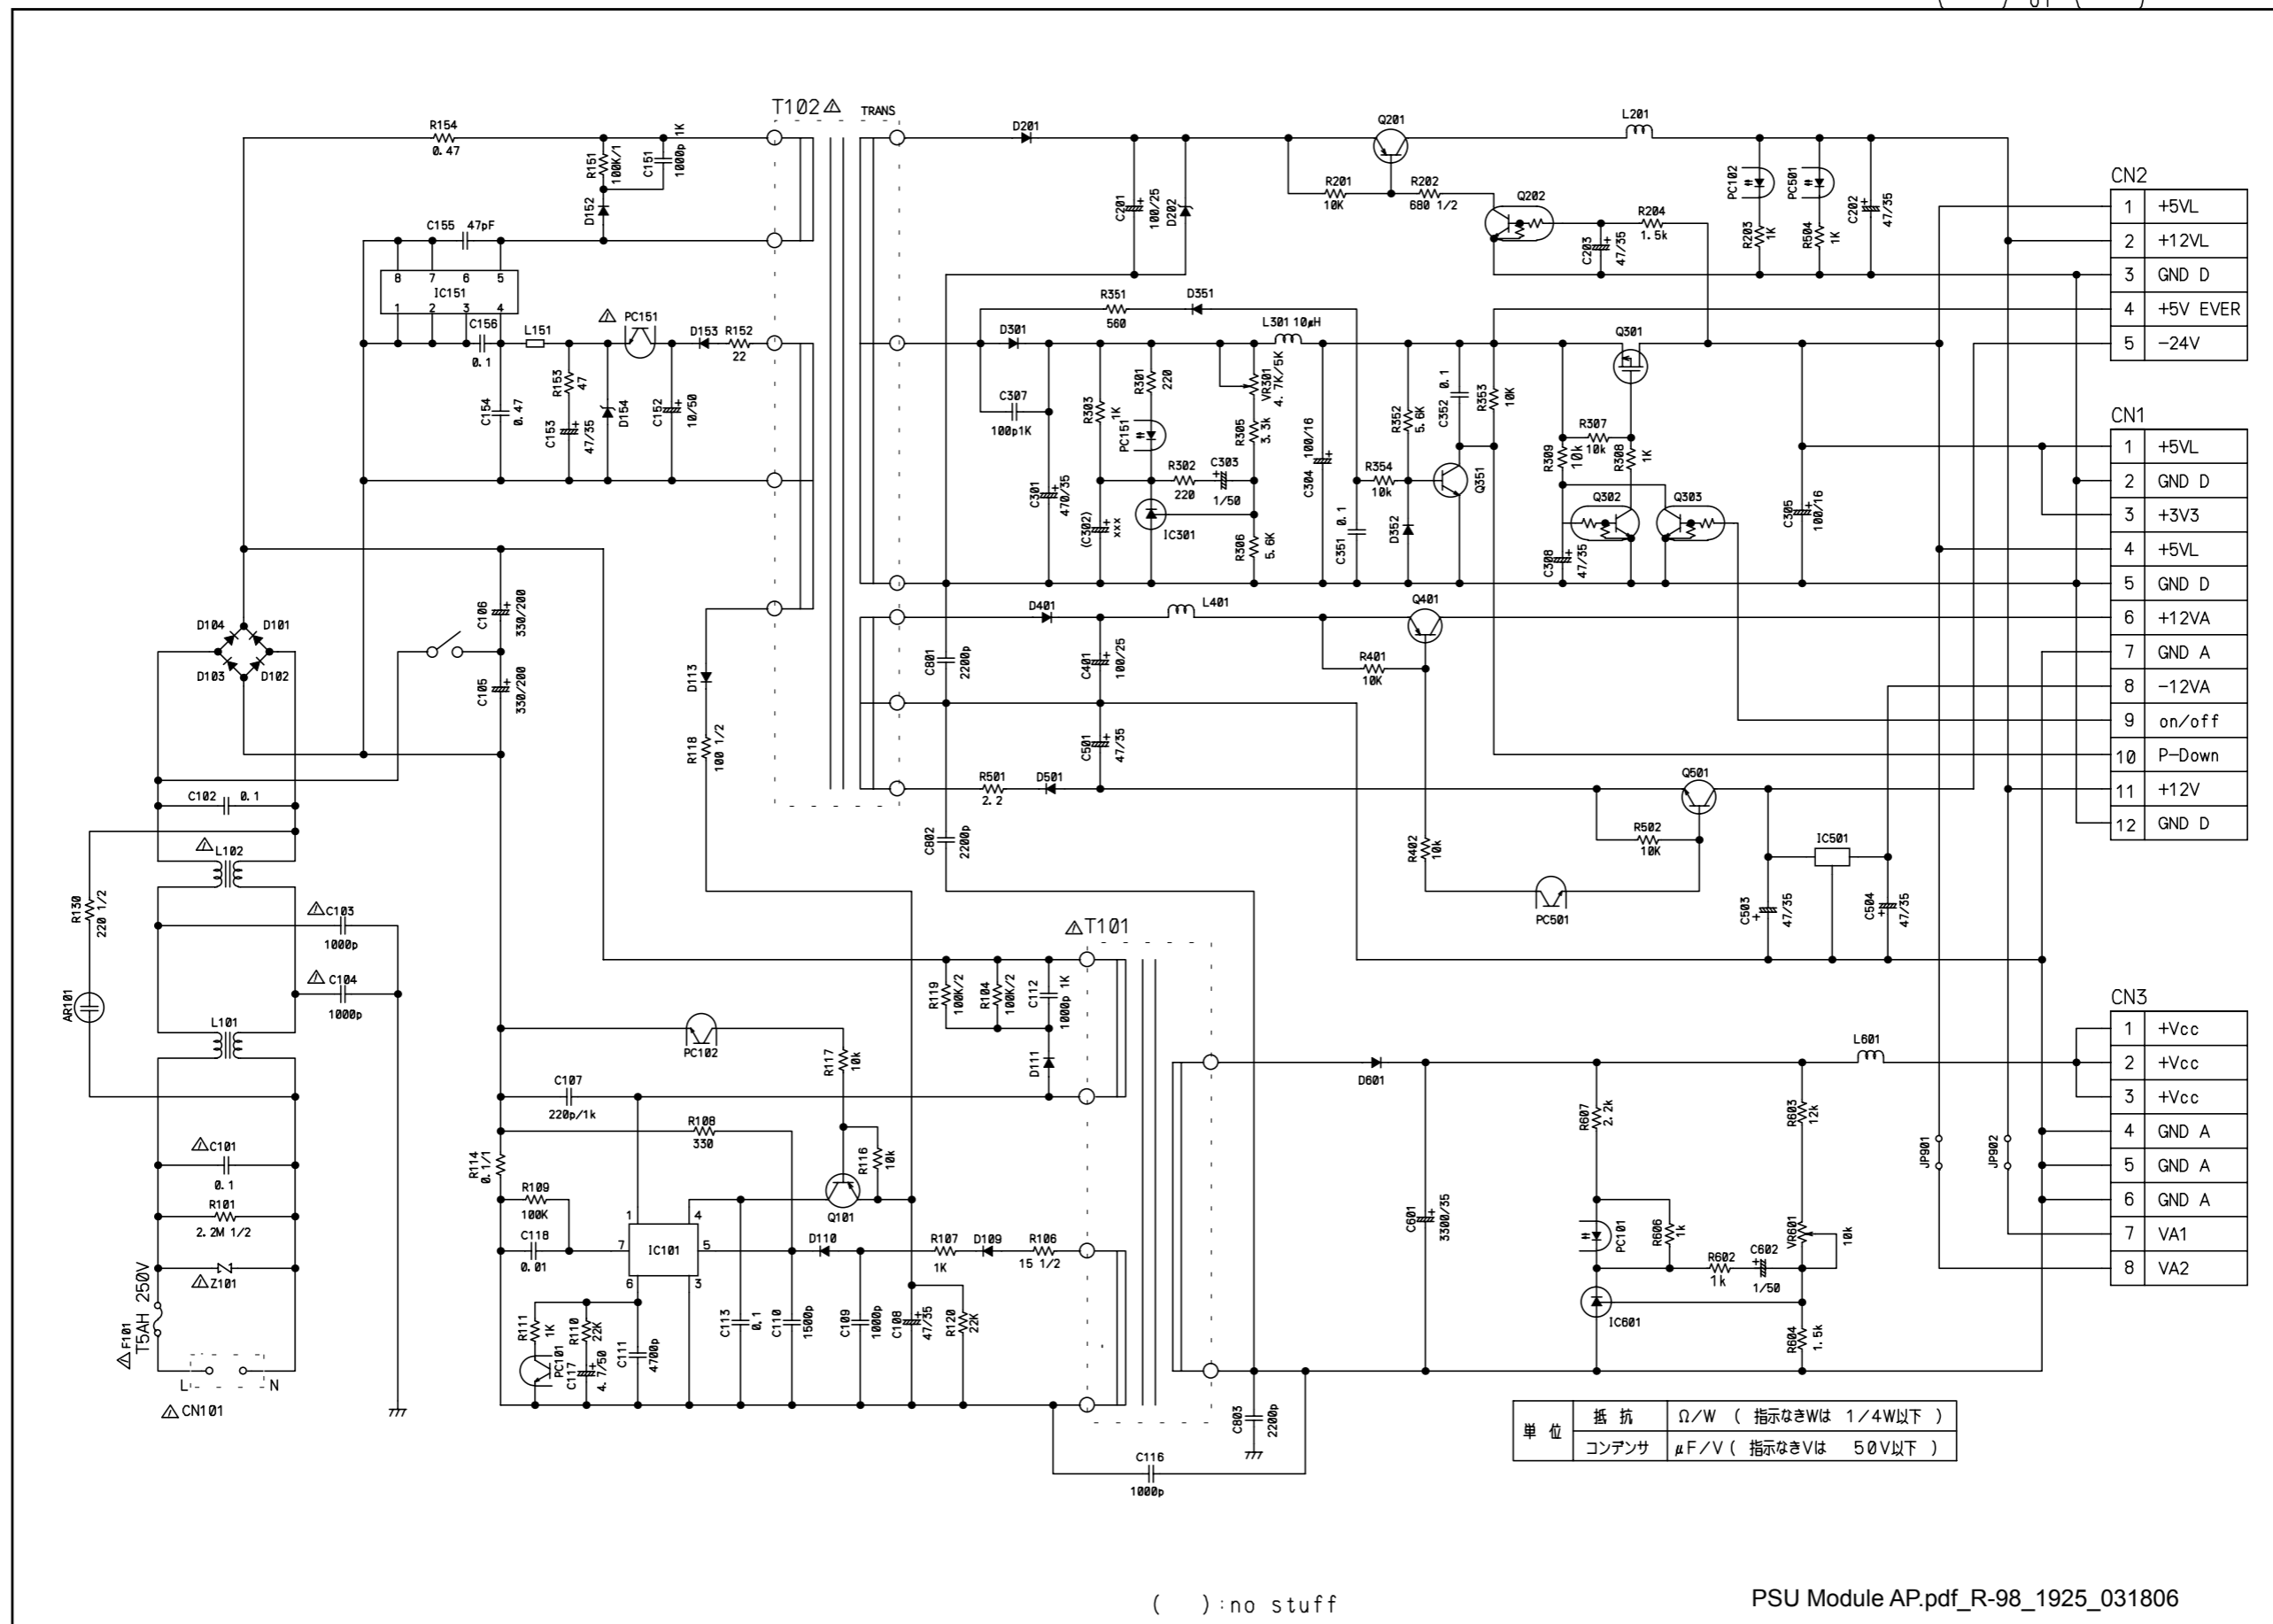 T102 TRANS
R154
0.47
R151
100K/1
C151
1000p 1K
D152
C155 47pF
8 7 6 5
IC151
1 2 3 4
C156
0.1
L151
PC151
D153
R152
22
R153
47
C154
0.47
C153
47/35
D154
C152
10/50
D201
C201
100/25
D202
Q201
R201
10K
R202
680 1/2
Q202
C203
47/35
R204
1.5k
L201
PC102
R203
1K
PC501
R504
1K
C202
47/35
R351
560
D351
D301
C307
100p1K
C301
470/35
R303
1K
(C302)
xxx
R301
220
PC151
R302
220
C303
1/50
IC301
L301 10μH
VR301
4.7K/5K
R305
3.3k
R306
5.6K
C304
100/16
R354
10k
C351
0.1
R352
5.6K
D352
C352
0.1
Q351
R353
10K
Q301
R309
10k
R307
10k
R308
1K
Q302
Q303
C308
47/35
C305
100/16
CN2
1 +5VL
2 +12VL
3 GND D
4 +5V EVER
5 -24V
CN1
1 +5VL
2 GND D
3 +3V3
4 +5VL
5 GND D
6 +12VA
7 GND A
8 -12VA
9 on/off
10 P-Down
11 +12V
12 GND D
D104
D101
D103
D102
C106
330/200
C105
330/200
D113
R118
100 1/2
C801
2200p
C802
2200p
D401
C401
100/25
L401
Q401
R401
10K
C501
47/35
R501
2.2
D501
R402
10k
PC501
Q501
R502
10K
IC501
C503
47/35
C504
47/35
C102 0.1
L102
R130
220 1/2
AR101
C103
1000p
C104
1000p
L101
C101
0.1
R101
2.2M 1/2
Z101
F101
T5AH 250V
L N
CN101
T101
R119
100K/2
R104
100K/2
C112
1000p 1K
D111
PC102
R117
10k
C107
220p/1k
R108
330
R114
0.1/1
R116
10k
Q101
R109
100K
C118
0.01
1 4
7 IC101 5
6 3
D110
R107
1K
D109
R106
15 1/2
R111
1K
R110
22K
PC101
C117
4.7/50
C111
4700p
C113
0.1
C110
1500p
C109
1000p
C108
47/35
R120
22K
C116
1000p
C803
2200p
D601
C601
3300/35
R607
2.2k
PC101
R606
1k
R602
1k
C602
1/50
IC601
R603
12k
VR601
10k
R604
1.5k
L601
JP901
JP902
CN3
1 +Vcc
2 +Vcc
3 +Vcc
4 GND A
5 GND A
6 GND A
7 VA1
8 VA2
単位
抵抗 Ω/W ( 指示なきWは 1/4W以下 )
コンデンサ μF/V ( 指示なきVは 50V以下 )
( ):no stuff
PSU Module AP.pdf_R-98_1925_031806